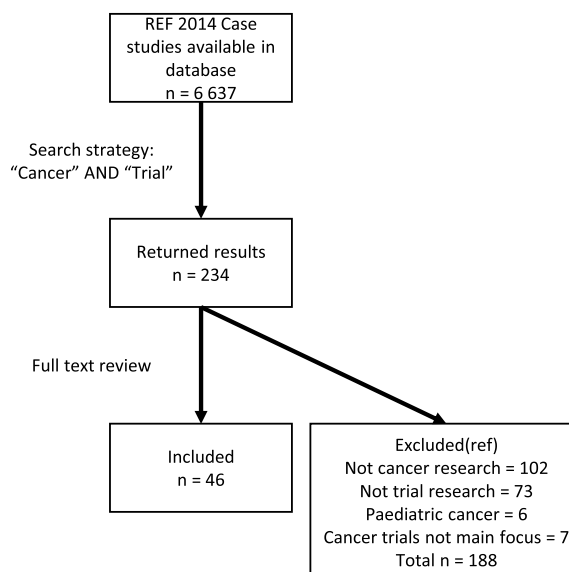 REF 2014 Case
studies available in
database
n = 6 637
Search strategy:
“Cancer” AND “Trial”
Returned results
n = 234
Full text review
Included
n = 46
Excluded(ref)
Not cancer research = 102
Not trial research = 73
Paediatric cancer = 6
Cancer trials not main focus = 7
Total n = 188